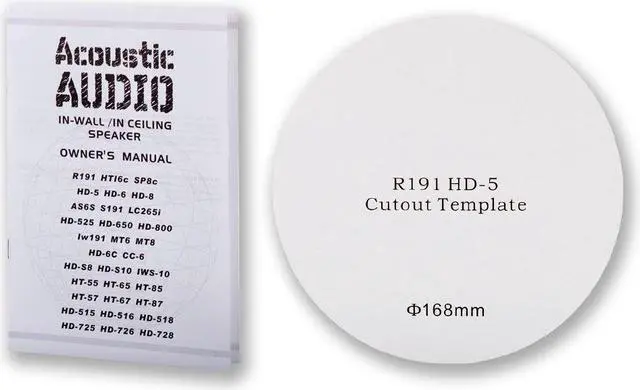 Acoustic
AUDIO
IN-WALL /IN CEILING
SPEAKER
OWNER'S MANUAL
R191 HTI6c SP8c
HD-5 HD-6 HD-8
AS6S S191 LC265i
HD-525 HD-650 HD-800
Iw191 MT6 MT8
HD-6C CC-6
HD-S8 HD-S10 IWS-10
HT-55 HT-65 HT-85
HT-57 HT-67 HT-87
HD-515 HD-516 HD-518
HD-725 HD-726 HD-728
R191 HD-5
Cutout Template
Φ168mm